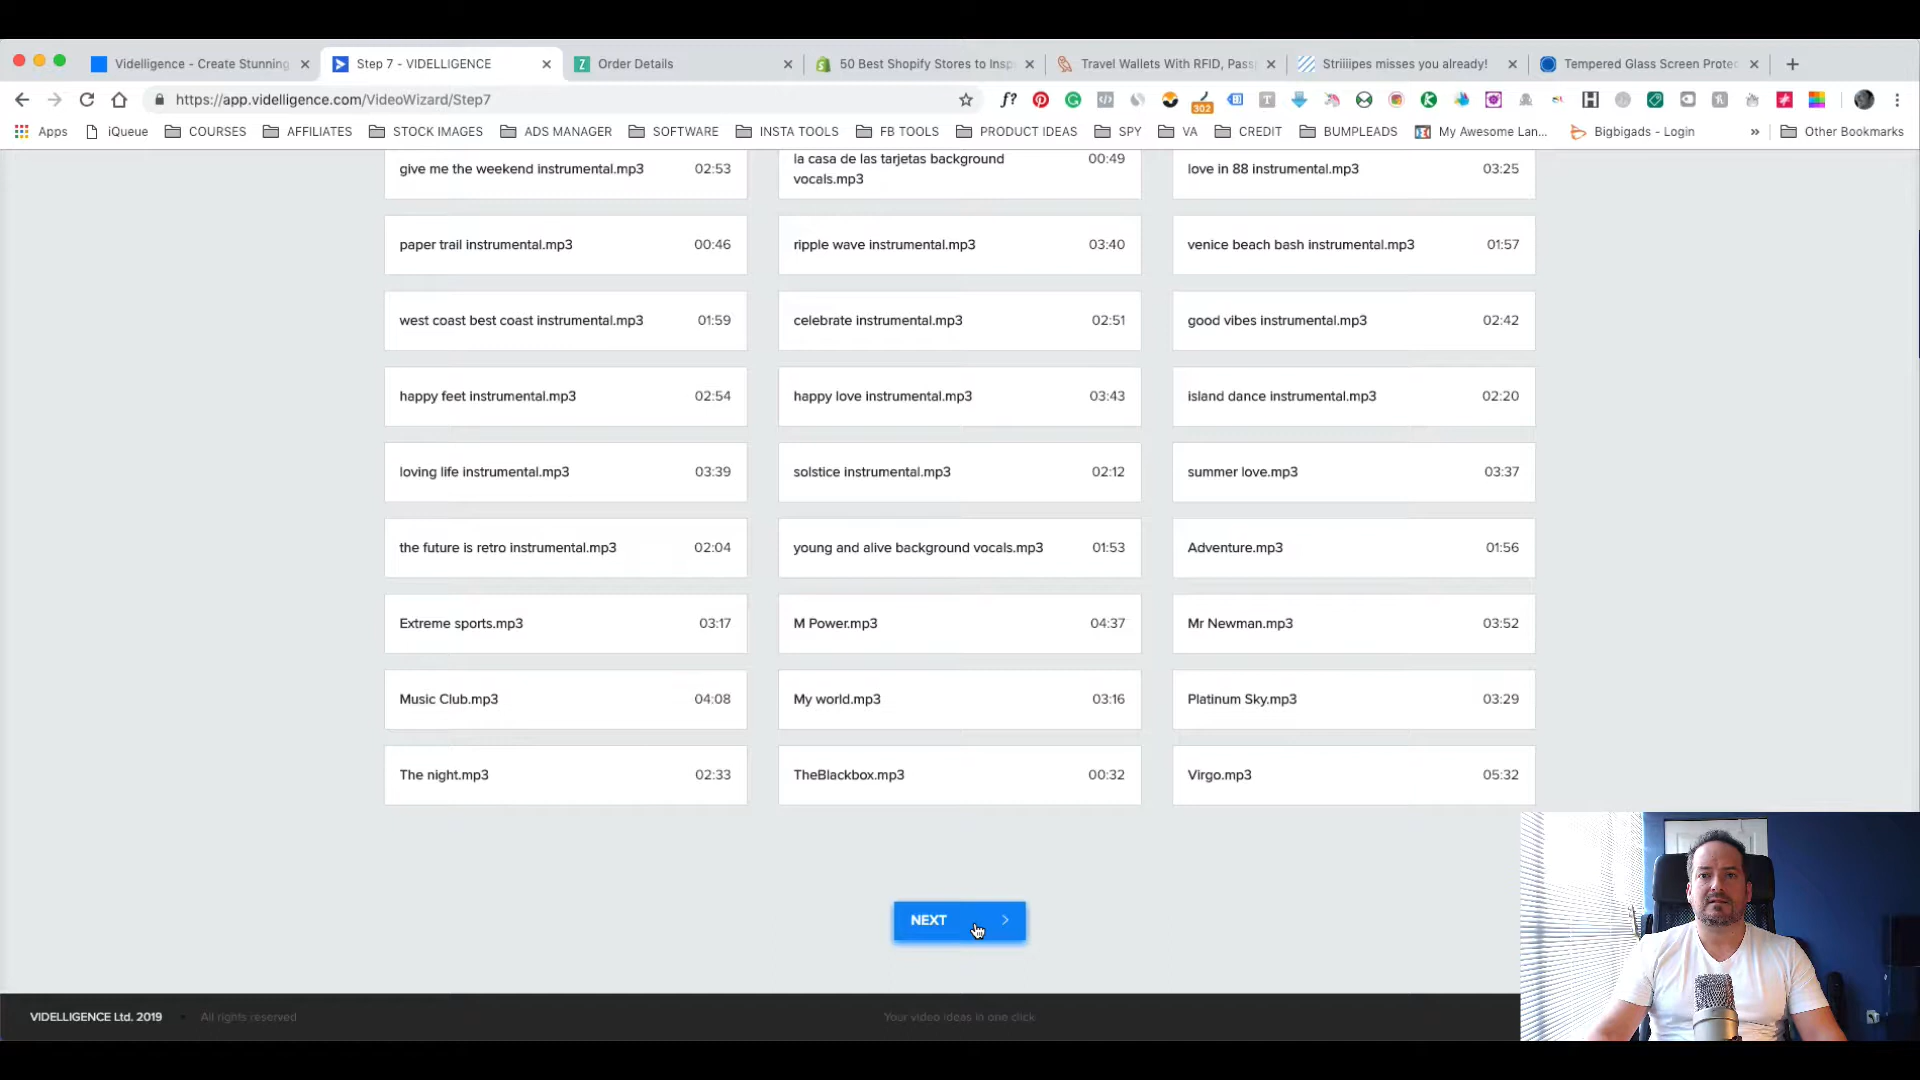 Videlligence - Create Stunning
Step 7 - VIDELLIGENCE
Order Details
50 Best Shopify Stores to Insp
Travel Wallets With RFID, Pass
Striiiipes misses you already!
Tempered Glass Screen Prote
https://app.videlligence.com/VideoWizard/Step7
f?
302
Apps
iQueue
COURSES
AFFILIATES
STOCK IMAGES
ADS MANAGER
SOFTWARE
INSTA TOOLS
FB TOOLS
PRODUCT IDEAS
SPY
VA
CREDIT
BUMPLEADS
My Awesome Lan...
Bigbigads - Login
»
Other Bookmarks
give me the weekend instrumental.mp3 02:53
la casa de las tarjetas background
vocals.mp3 00:49
love in 88 instrumental.mp3 03:25
paper trail instrumental.mp3 00:46
ripple wave instrumental.mp3 03:40
venice beach bash instrumental.mp3 01:57
west coast best coast instrumental.mp3 01:59
celebrate instrumental.mp3 02:51
good vibes instrumental.mp3 02:42
happy feet instrumental.mp3 02:54
happy love instrumental.mp3 03:43
island dance instrumental.mp3 02:20
loving life instrumental.mp3 03:39
solstice instrumental.mp3 02:12
summer love.mp3 03:37
the future is retro instrumental.mp3 02:04
young and alive background vocals.mp3 01:53
Adventure.mp3 01:56
Extreme sports.mp3 03:17
M Power.mp3 04:37
Mr Newman.mp3 03:52
Music Club.mp3 04:08
My world.mp3 03:16
Platinum Sky.mp3 03:29
The night.mp3 02:33
TheBlackbox.mp3 00:32
Virgo.mp3 05:32
NEXT
VIDELLIGENCE Ltd. 2019
All rights reserved
Your video ideas in one click